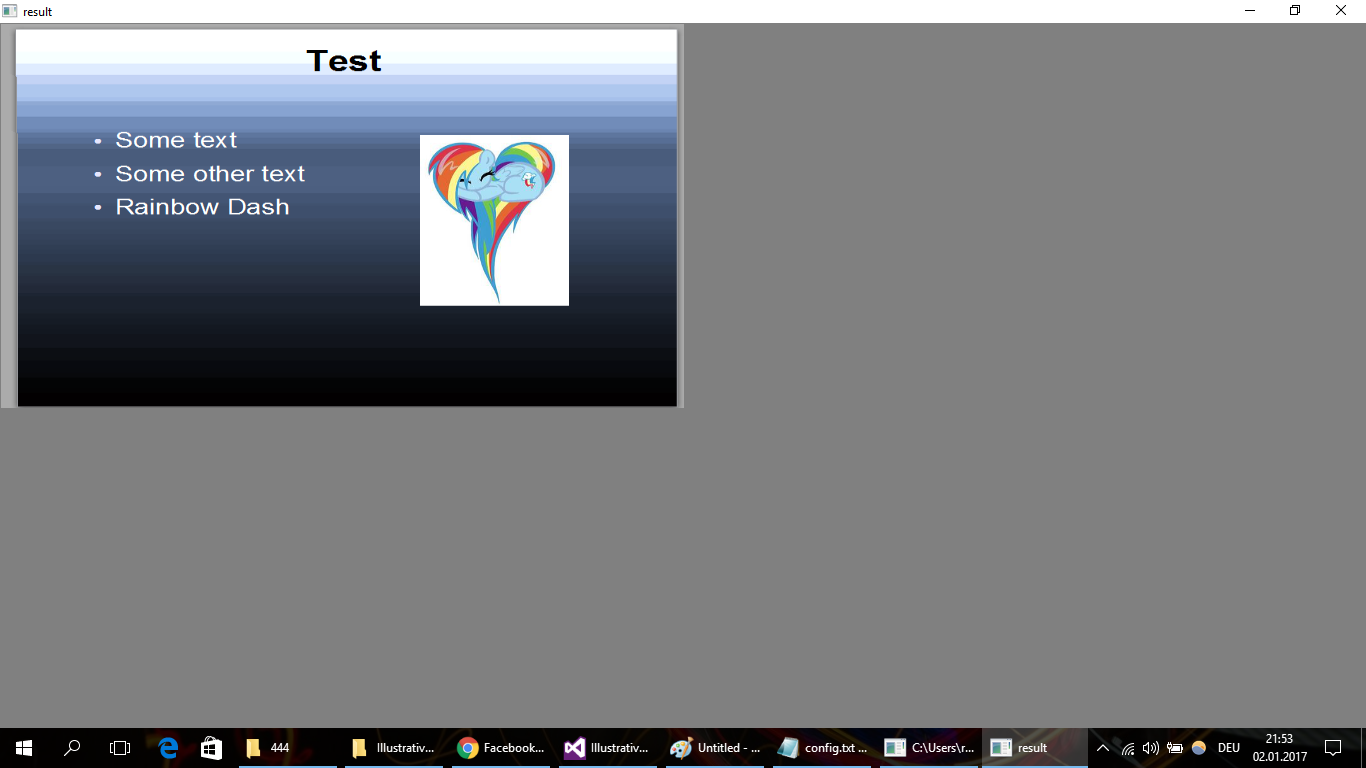 result
Test
• Some text
• Some other text
• Rainbow Dash
444
Illustrativ...
Facebook...
Illustrativ...
Untitled - ...
config.txt ...
C:\Users\r...
result
DEU
21:53
02.01.2017